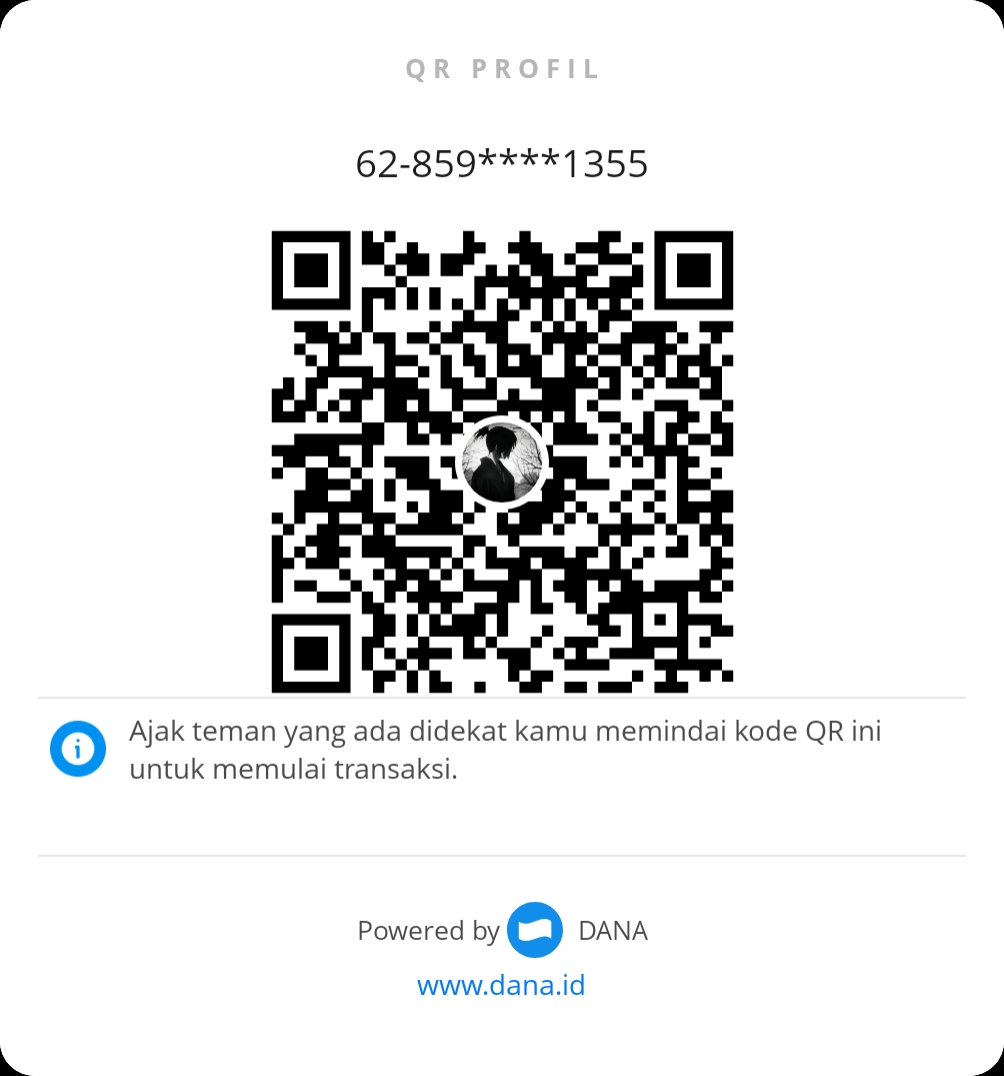 QR PROFIL
62-859****1355
Ajak teman yang ada didekat kamu memindai kode QR ini
untuk memulai transaksi.
Powered by DANA
www.dana.id